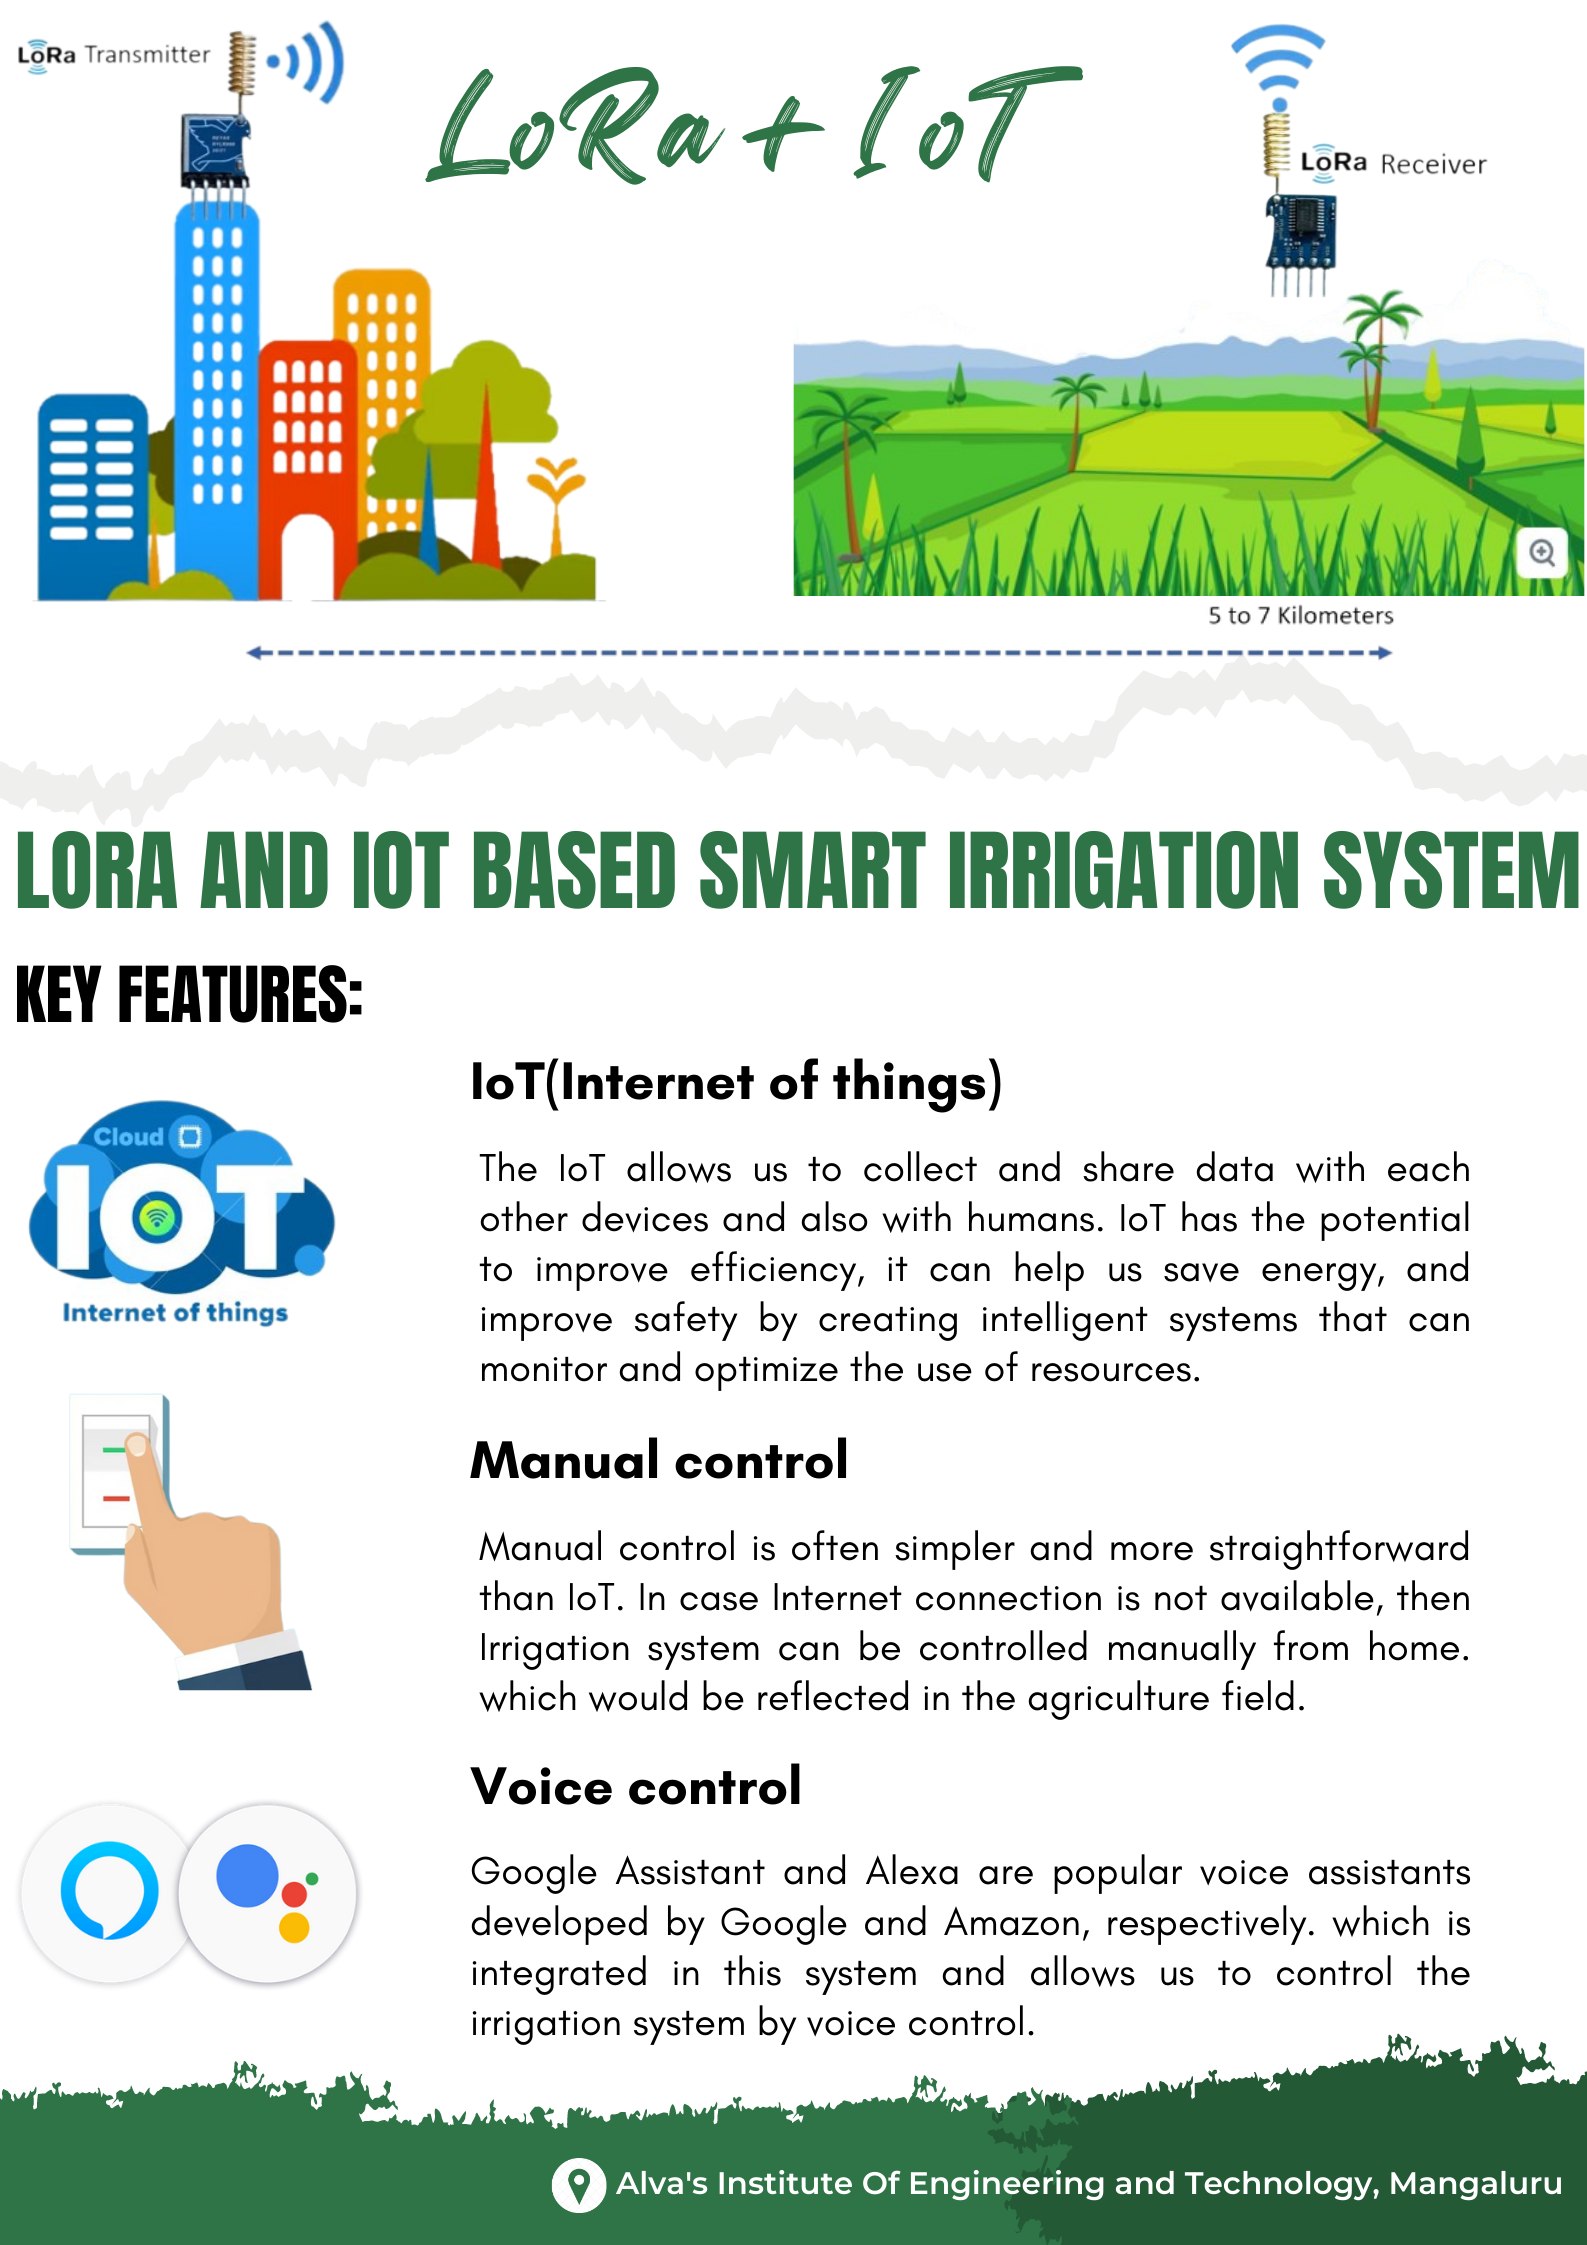 LoRa Transmitter
LoRa + IoT
LoRa Receiver
5 to 7 Kilometers
LORA AND IOT BASED SMART IRRIGATION SYSTEM
KEY FEATURES:
IoT(Internet of things)
Cloud
IOT
Internet of things
The IoT allows us to collect and share data with each
other devices and also with humans. IoT has the potential
to improve efficiency, it can help us save energy, and
improve safety by creating intelligent systems that can
monitor and optimize the use of resources.
Manual control
Manual control is often simpler and more straightforward
than IoT. In case Internet connection is not available, then
Irrigation system can be controlled manually from home.
which would be reflected in the agriculture field.
Voice control
Google Assistant and Alexa are popular voice assistants
developed by Google and Amazon, respectively. which is
integrated in this system and allows us to control the
irrigation system by voice control.
Alva's Institute Of Engineering and Technology, Mangaluru